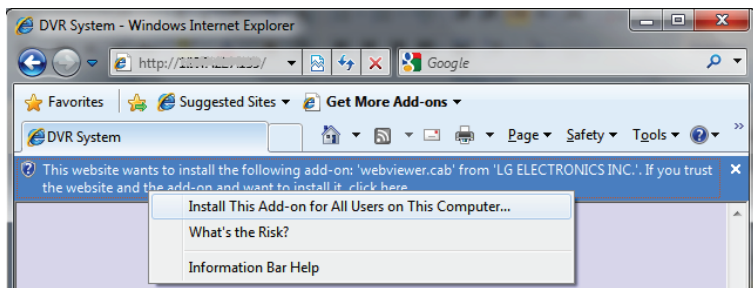 DVR System - Windows Internet Explorer
http://
Google
Favorites Suggested Sites Get More Add-ons
DVR System Page Safety Tools »
This website wants to install the following add-on: 'webviewer.cab' from 'LG ELECTRONICS INC.'. If you trust
the website and the add-on and want to install it, click here
Install This Add-on for All Users on This Computer...
What's the Risk?
Information Bar Help